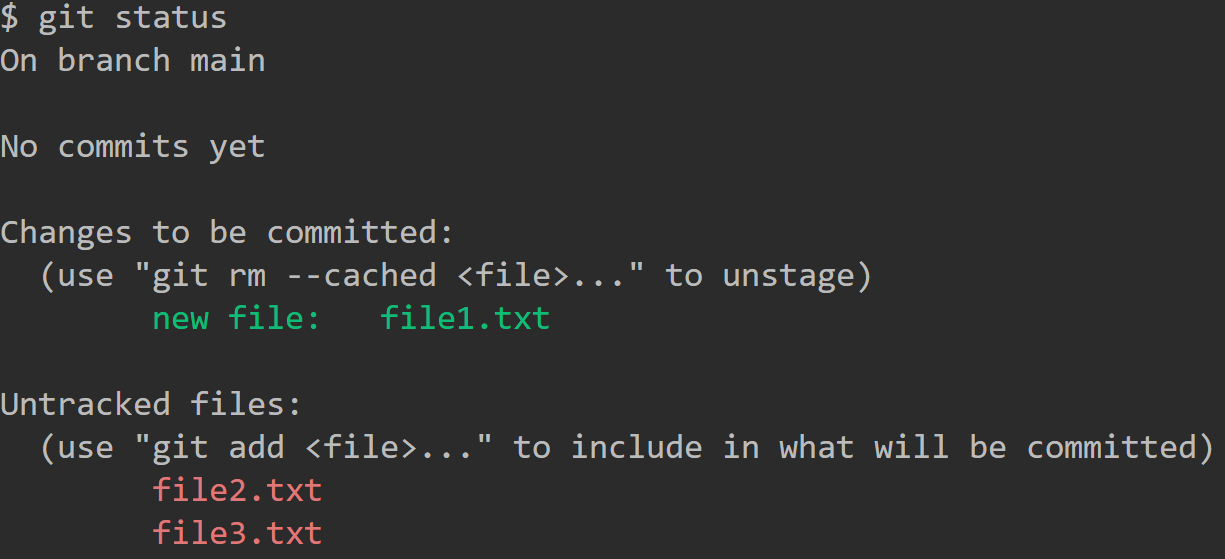 $ git status
On branch main

No commits yet

Changes to be committed:
  (use "git rm --cached <file>..." to unstage)
        new file:   file1.txt

Untracked files:
  (use "git add <file>..." to include in what will be committed)
        file2.txt
        file3.txt